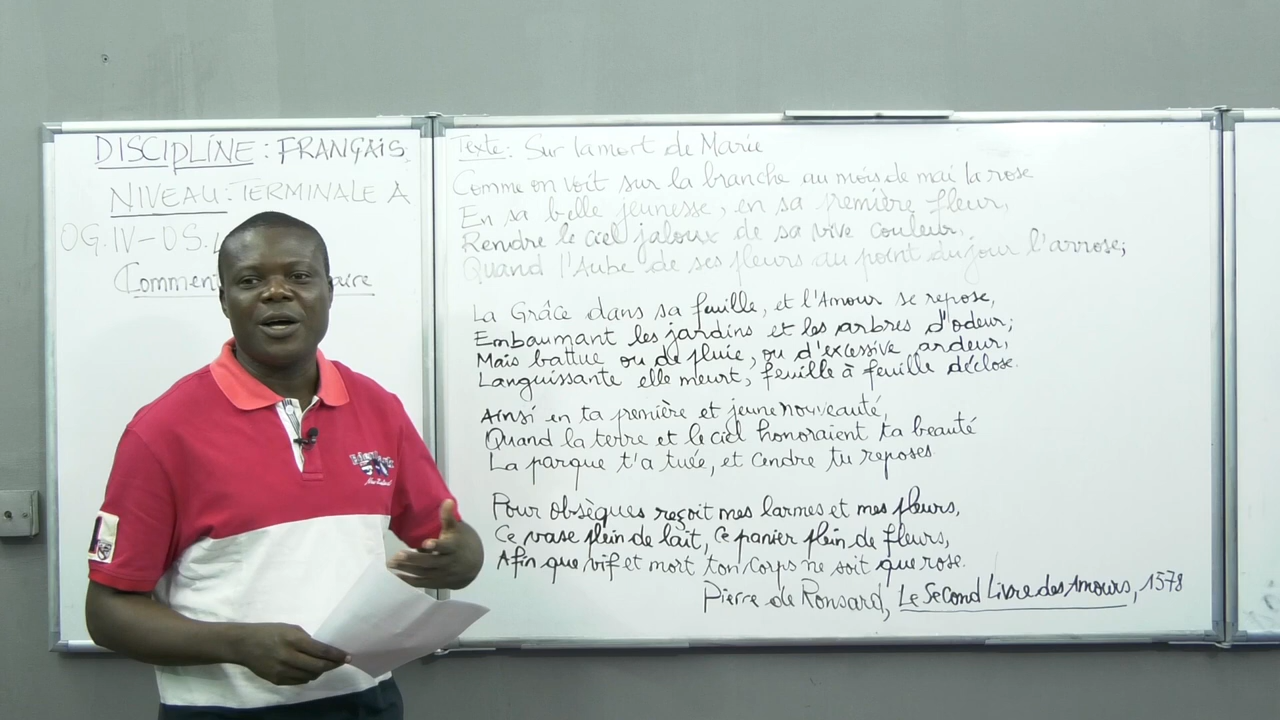 DISCIPLINE : FRANÇAIS
NIVEAU : TERMINALE A
OG.IV-OS.
Comment aire
Texte : Sur la mort de Marie
Comme on voit sur la branche au mois de mai la rose
En sa belle jeunesse, en sa première fleur,
Rendre le ciel jaloux de sa vive couleur,
Quand l'Aube de ses fleurs au point du jour l'arrose;
La Grâce dans sa feuille, et l'Amour se repose,
Embaumant les jardins et les arbres d'odeur;
Mais battue ou de pluie, ou d'excessive ardeur,
Languissante elle meurt, feuille à feuille déclose.
Ainsi en ta première et jeune nouveauté,
Quand la terre et le ciel honoraient ta beauté
La parque t'a tuée, et cendre tu reposes
Pour obsèques reçoit mes larmes et mes pleurs,
Ce vase plein de lait, ce panier plein de fleurs,
Afin que vif et mort ton corps ne soit que rose.
Pierre de Ronsard, Le Second Livre des Amours, 1578